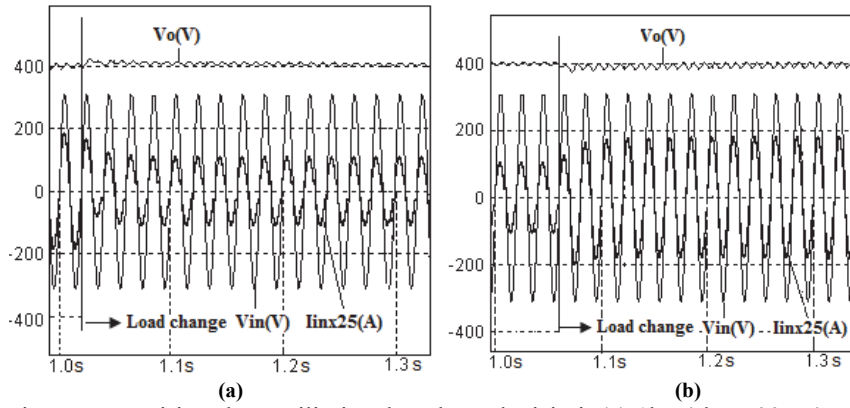 Vo(V)
400
200
0
-200
-400
Load change Vin(V) Iinx25(A)
1.0s 1.1s 1.2s 1.3s
(a)
Vo(V)
400
200
0
-200
-400
Load change Vin(V) Iinx25(A)
1.0s 1.1s 1.2s 1.3s
(b)